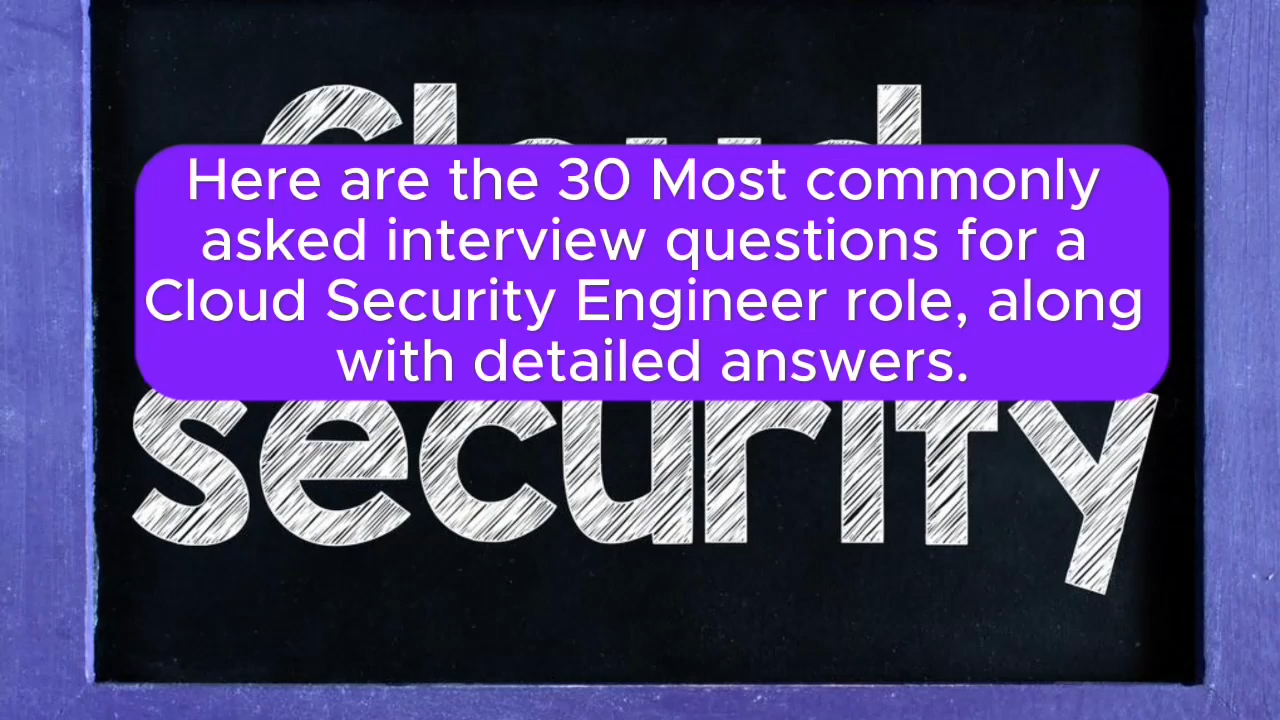 Cloud
Here are the 30 Most commonly
asked interview questions for a
Cloud Security Engineer role, along
with detailed answers.
security